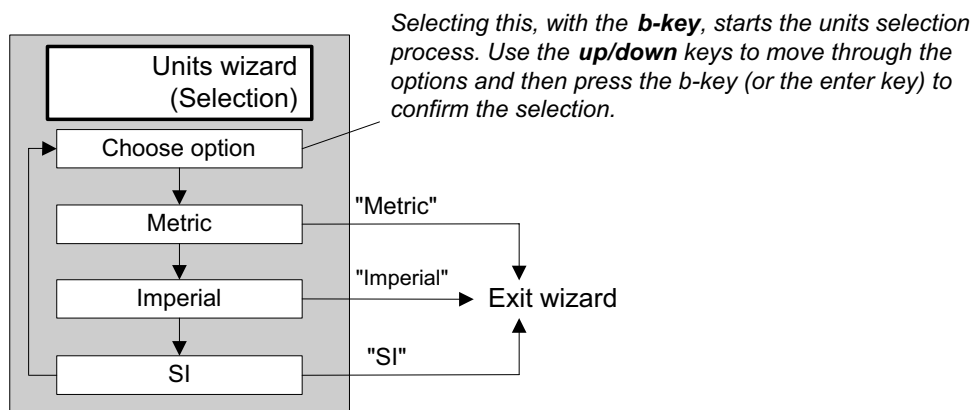 Selecting this, with the b-key, starts the units selection
process. Use the up/down keys to move through the
options and then press the b-key (or the enter key) to
confirm the selection.
Units wizard
(Selection)
Choose option
Metric
"Metric"
Imperial
"Imperial"
Exit wizard
SI
"SI"